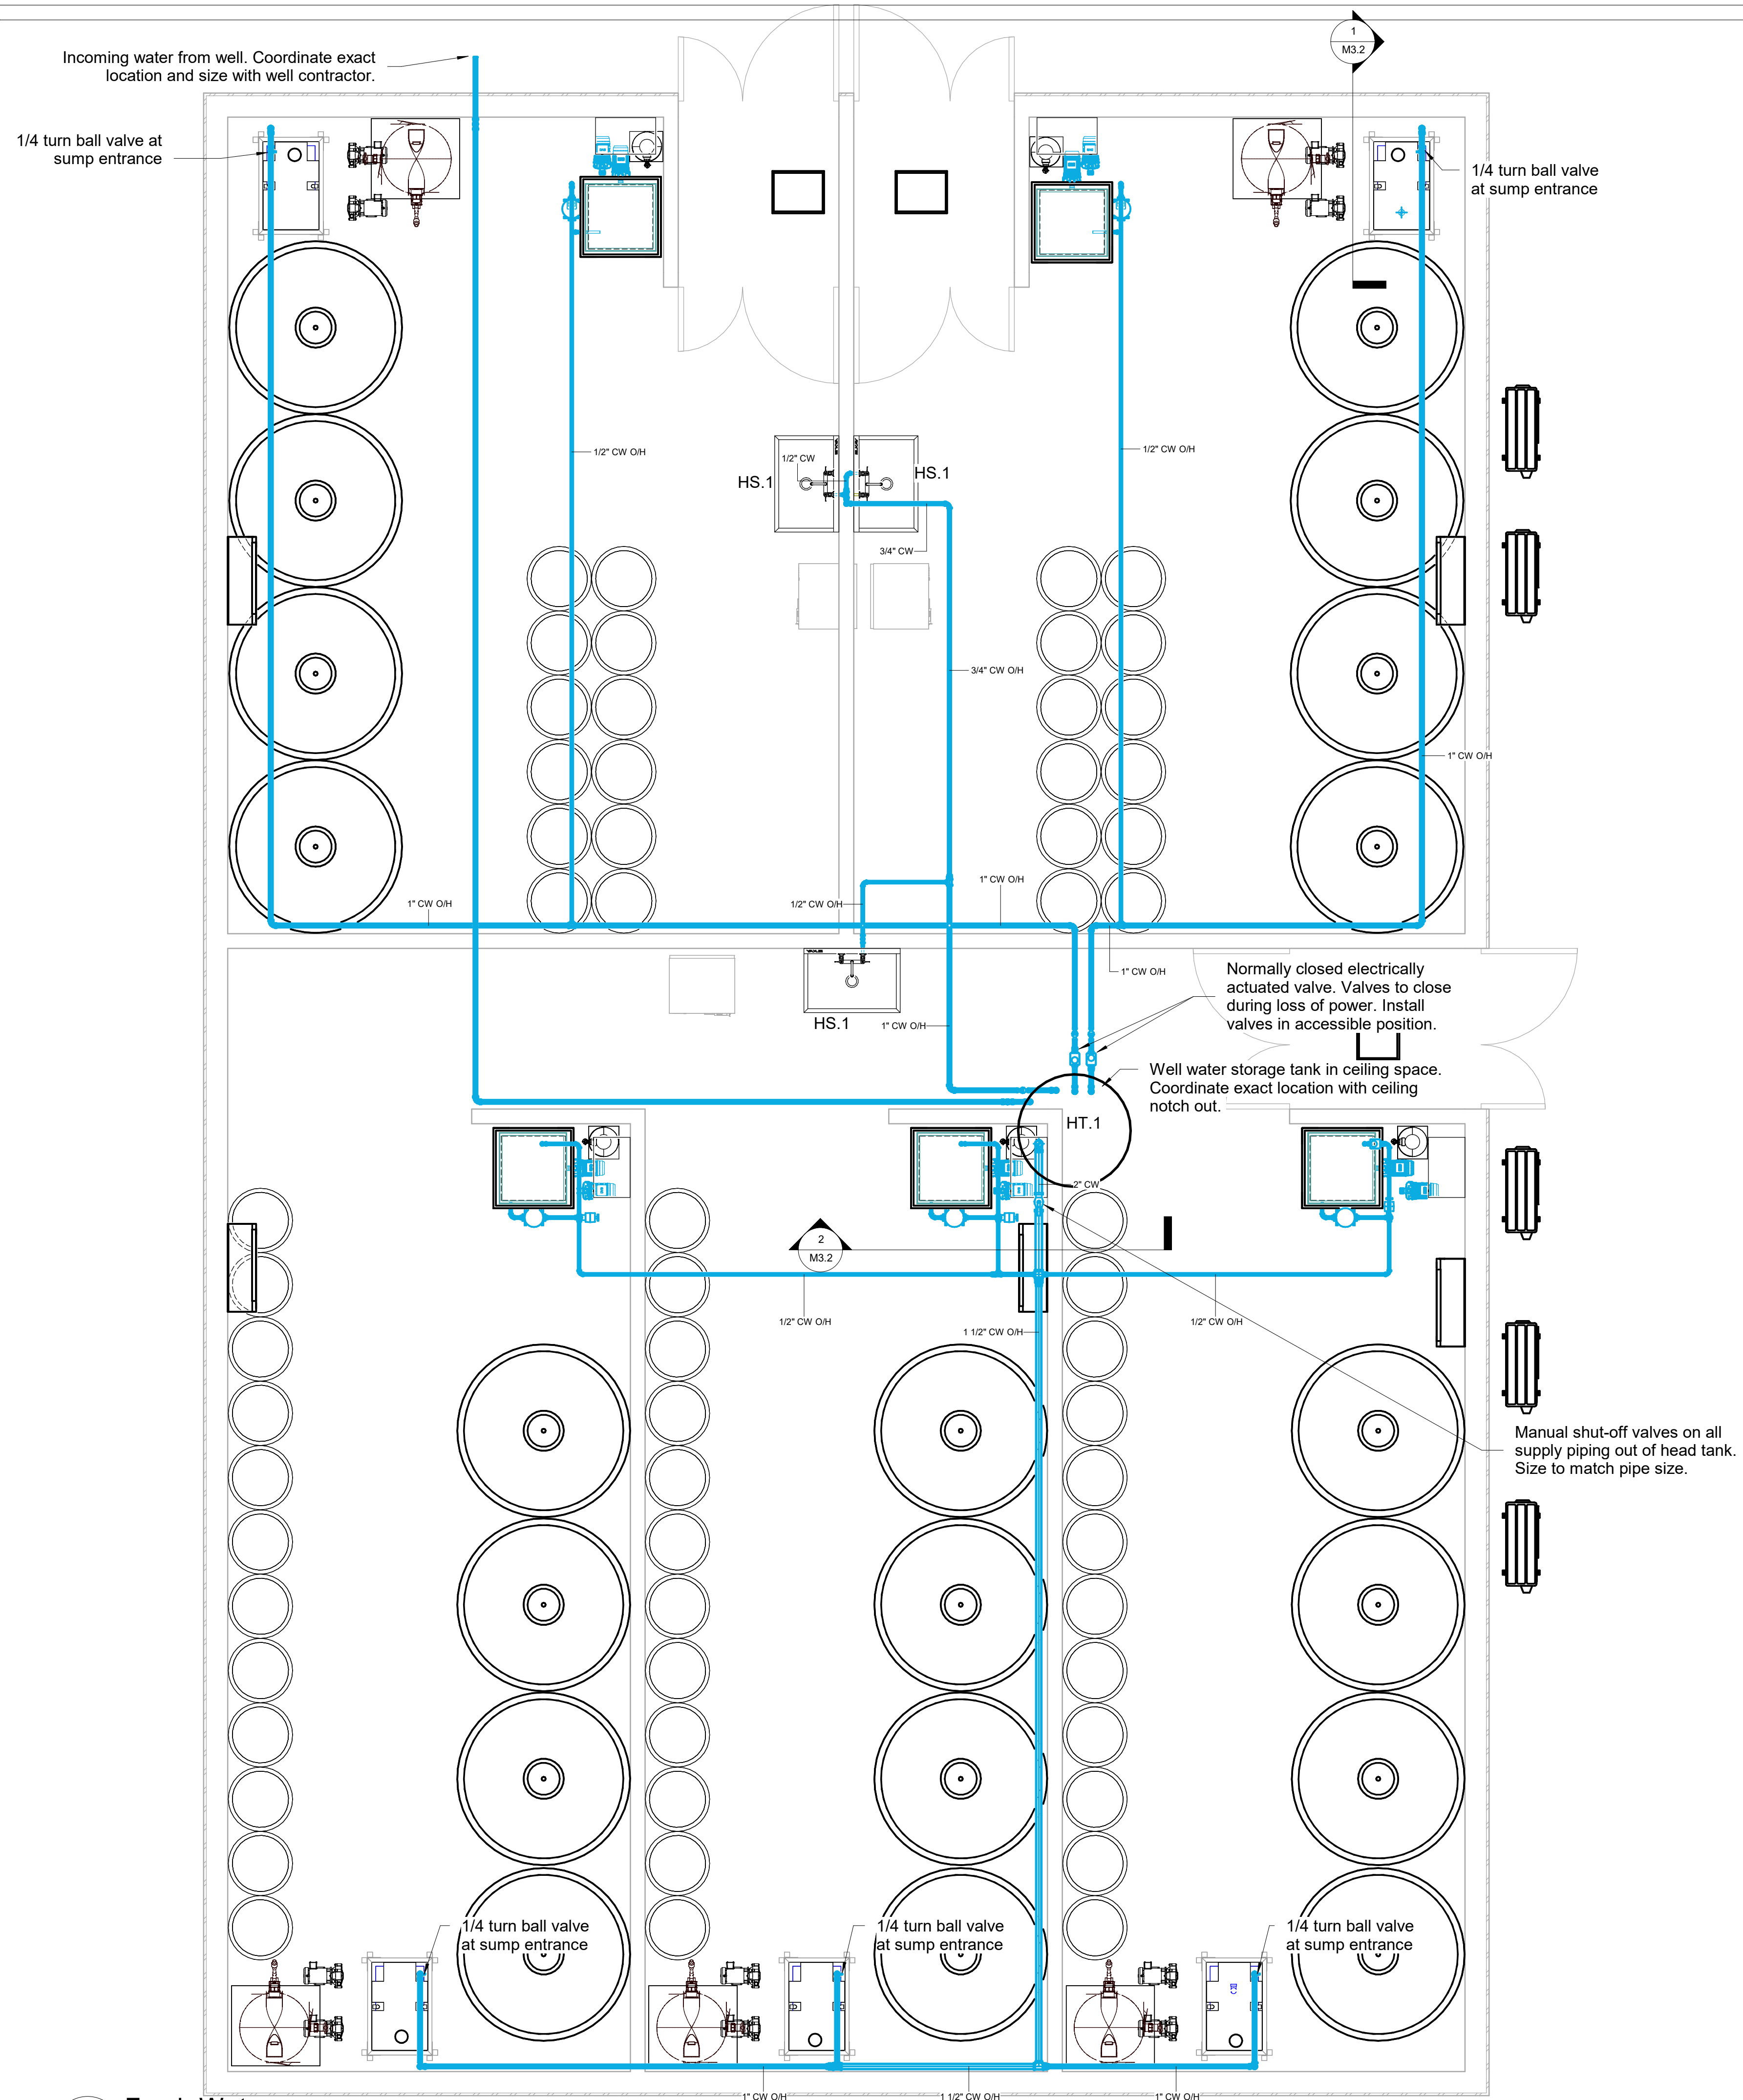 1
M3.2
Incoming water from well. Coordinate exact
location and size with well contractor.
1/4 turn ball valve at
sump entrance
1/4 turn ball valve
at sump entrance
1/2" CW O/H
1/2" CW
HS.1
HS.1
1/2" CW O/H
3/4" CW
3/4" CW O/H
1" CW O/H
1" CW O/H
1" CW O/H
1/2" CW O/H
1" CW O/H
Normally closed electrically
actuated valve. Valves to close
during loss of power. Install
valves in accessible position.
HS.1
1" CW O/H
Well water storage tank in ceiling space.
Coordinate exact location with ceiling
notch out.
HT.1
2" CW
2
M3.2
1/2" CW O/H
1 1/2" CW O/H
1/2" CW O/H
Manual shut-off valves on all
supply piping out of head tank.
Size to match pipe size.
1/4 turn ball valve
at sump entrance
1/4 turn ball valve
at sump entrance
1/4 turn ball valve
at sump entrance
1" CW O/H
1 1/2" CW O/H
1" CW O/H